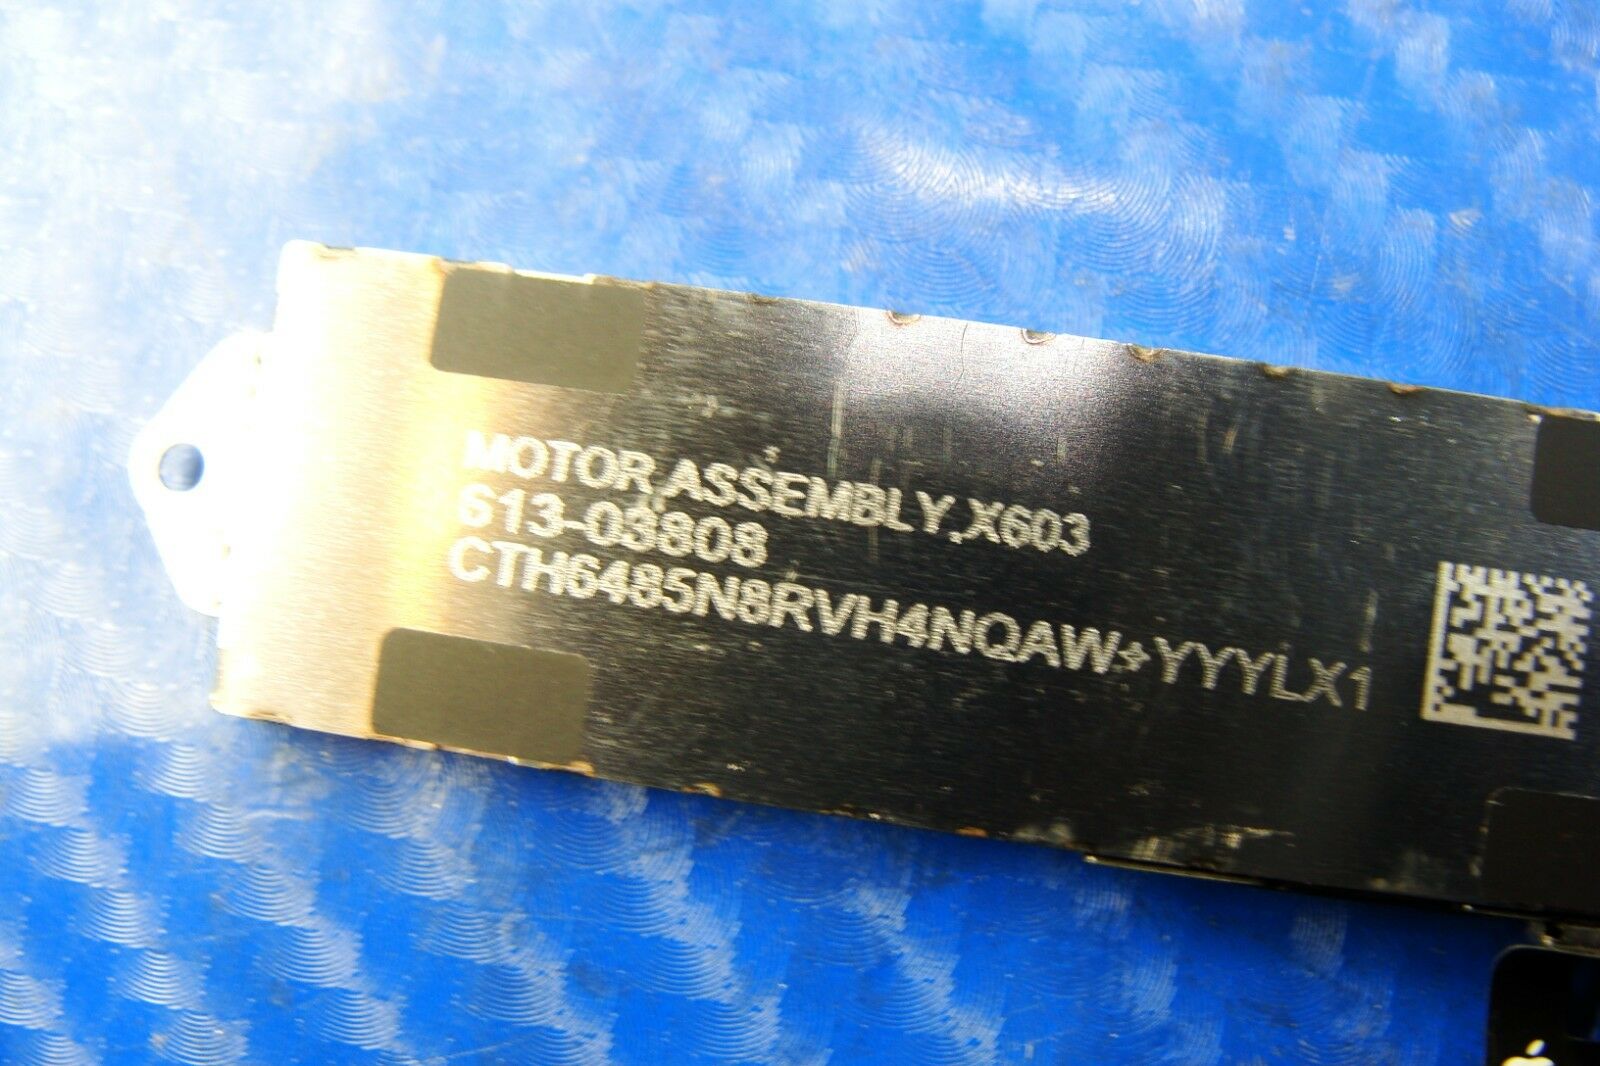 MOTOR,ASSEMBLY,X603
613-03808
CTH6485N8RVH4NQAW+YYYLX1